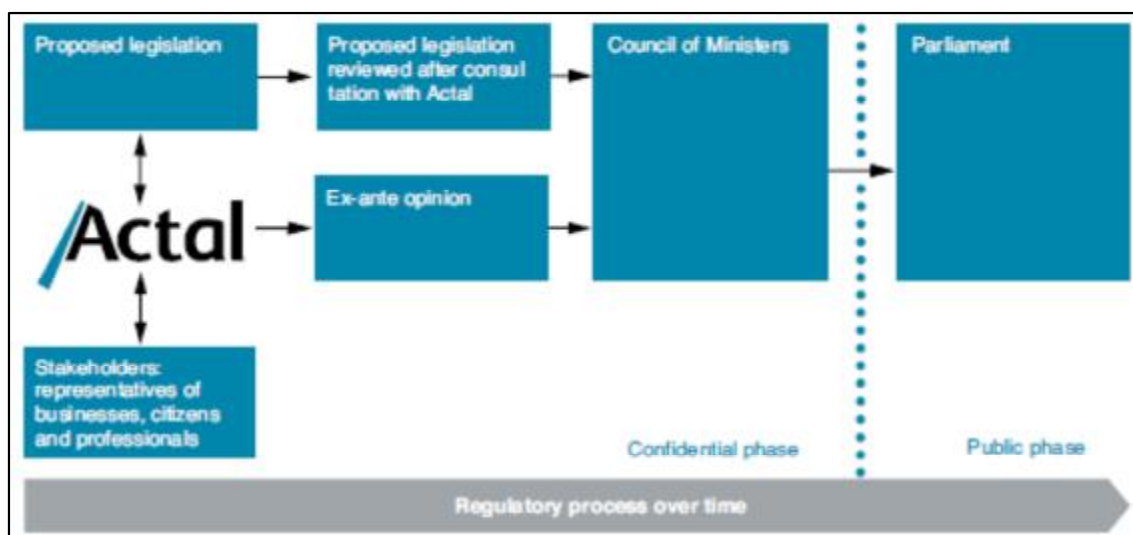 Proposed legislation
Proposed legislation
reviewed after consul
tation with Actal
Council of Ministers
Parliament
Actal
Ex-ante opinion
Stakeholders:
representatives of
businesses, citizens
and professionals
Confidential phase
Public phase
Regulatory process over time